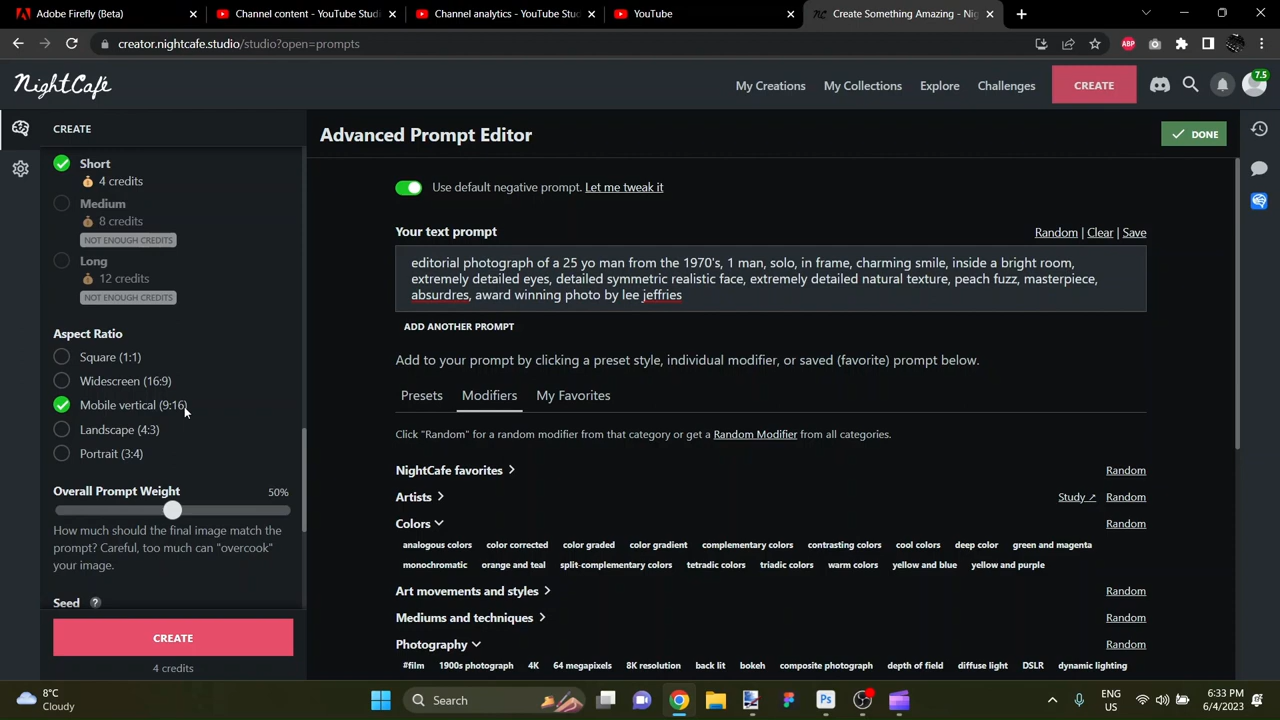 Adobe Firefly (Beta)
Channel content - YouTube Studi
Channel analytics - YouTube Stu
YouTube
Create Something Amazing - Nig
creator.nightcafe.studio/studio?open=prompts
ABP
NightCafé
My Creations
My Collections
Explore
Challenges
CREATE
7.5
CREATE
Advanced Prompt Editor
DONE
Short
4 credits
Medium
8 credits
NOT ENOUGH CREDITS
Long
12 credits
NOT ENOUGH CREDITS
Aspect Ratio
Square (1:1)
Widescreen (16:9)
Mobile vertical (9:16)
Landscape (4:3)
Portrait (3:4)
Overall Prompt Weight 50%
How much should the final image match the
prompt? Careful, too much can "overcook"
your image.
Seed ?
CREATE
4 credits
Use default negative prompt. Let me tweak it
Your text prompt
Random | Clear | Save
editorial photograph of a 25 yo man from the 1970's, 1 man, solo, in frame, charming smile, inside a bright room,
extremely detailed eyes, detailed symmetric realistic face, extremely detailed natural texture, peach fuzz, masterpiece,
absurdres, award winning photo by lee jeffries
ADD ANOTHER PROMPT
Add to your prompt by clicking a preset style, individual modifier, or saved (favorite) prompt below.
Presets Modifiers My Favorites
Click "Random" for a random modifier from that category or get a Random Modifier from all categories.
NightCafe favorites Random
Artists Study Random
Colors Random
analogous colors color corrected color graded color gradient complementary colors contrasting colors cool colors deep color green and magenta
monochromatic orange and teal split-complementary colors tetradic colors triadic colors warm colors yellow and blue yellow and purple
Art movements and styles Random
Mediums and techniques Random
Photography Random
#film 1900s photograph 4K 64 megapixels 8K resolution back lit bokeh composite photograph depth of field diffuse light DSLR dynamic lighting
8°C
Cloudy
Search
Ps
ENG
US
6:33 PM
6/4/2023